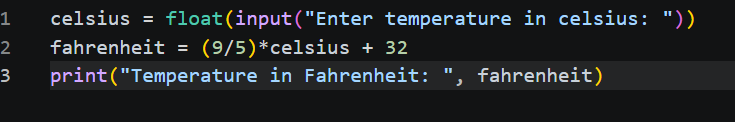 1 celsius = float(input("Enter temperature in celsius: "))
2 fahrenheit = (9/5)*celsius + 32
3 print("Temperature in Fahrenheit: ", fahrenheit)